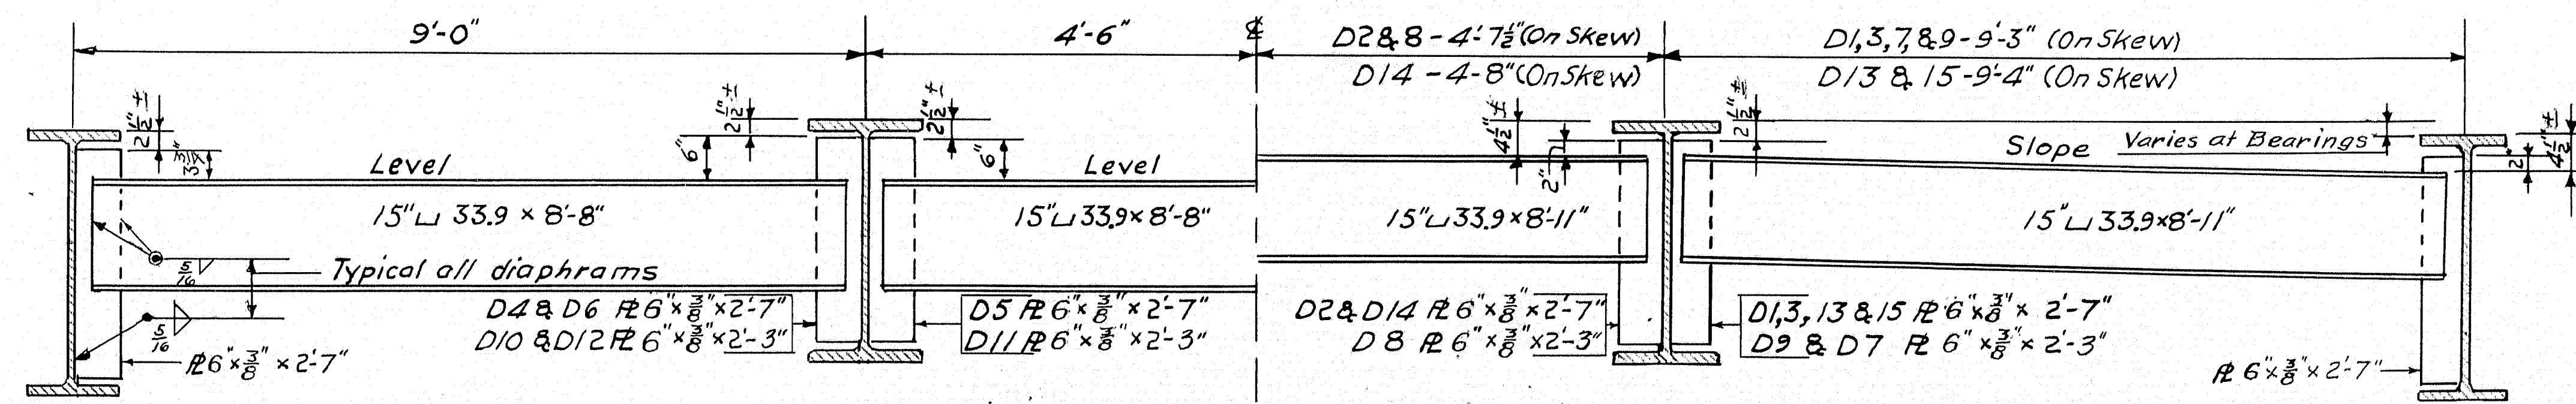 9'-0"
4'-6"
℄
D2&8-4'-7½"(On Skew)
D14-4-8"(On Skew)
D1,3,7,&9-9'-3" (On Skew)
D13 & 15-9'-4" (On Skew)
2½"±
3¾"
2½"±
6"
2½"±
6"
4½"±
2"
2½"±
Slope Varies at Bearings
2"
4½"±
Level
Level
15"⊔ 33.9 × 8'-8"
15"⊔ 33.9×8'-8"
15"⊔33.9×8'-11"
15"⊔ 33.9×8'-11"
5/16
Typical all diaphrams
5/16
D4 & D6 ℄ 6"×⅜"×2'-7"
D10 & D12 ℄ 6"×⅜"×2'-3"
D5 ℄ 6"×⅜"×2'-7"
D11 ℄ 6"×⅜"×2-3"
D2&D14 ℄ 6"×⅜"×2'-7"
D8 ℄ 6"×⅜"×2'-3"
D1,3,13 &15 ℄ 6"×⅜"× 2'-7"
D9 & D7 ℄ 6"×⅜"× 2'-3"
℄ 6"×⅜"×2'-7"
℄ 6"×⅜"×2'-7"